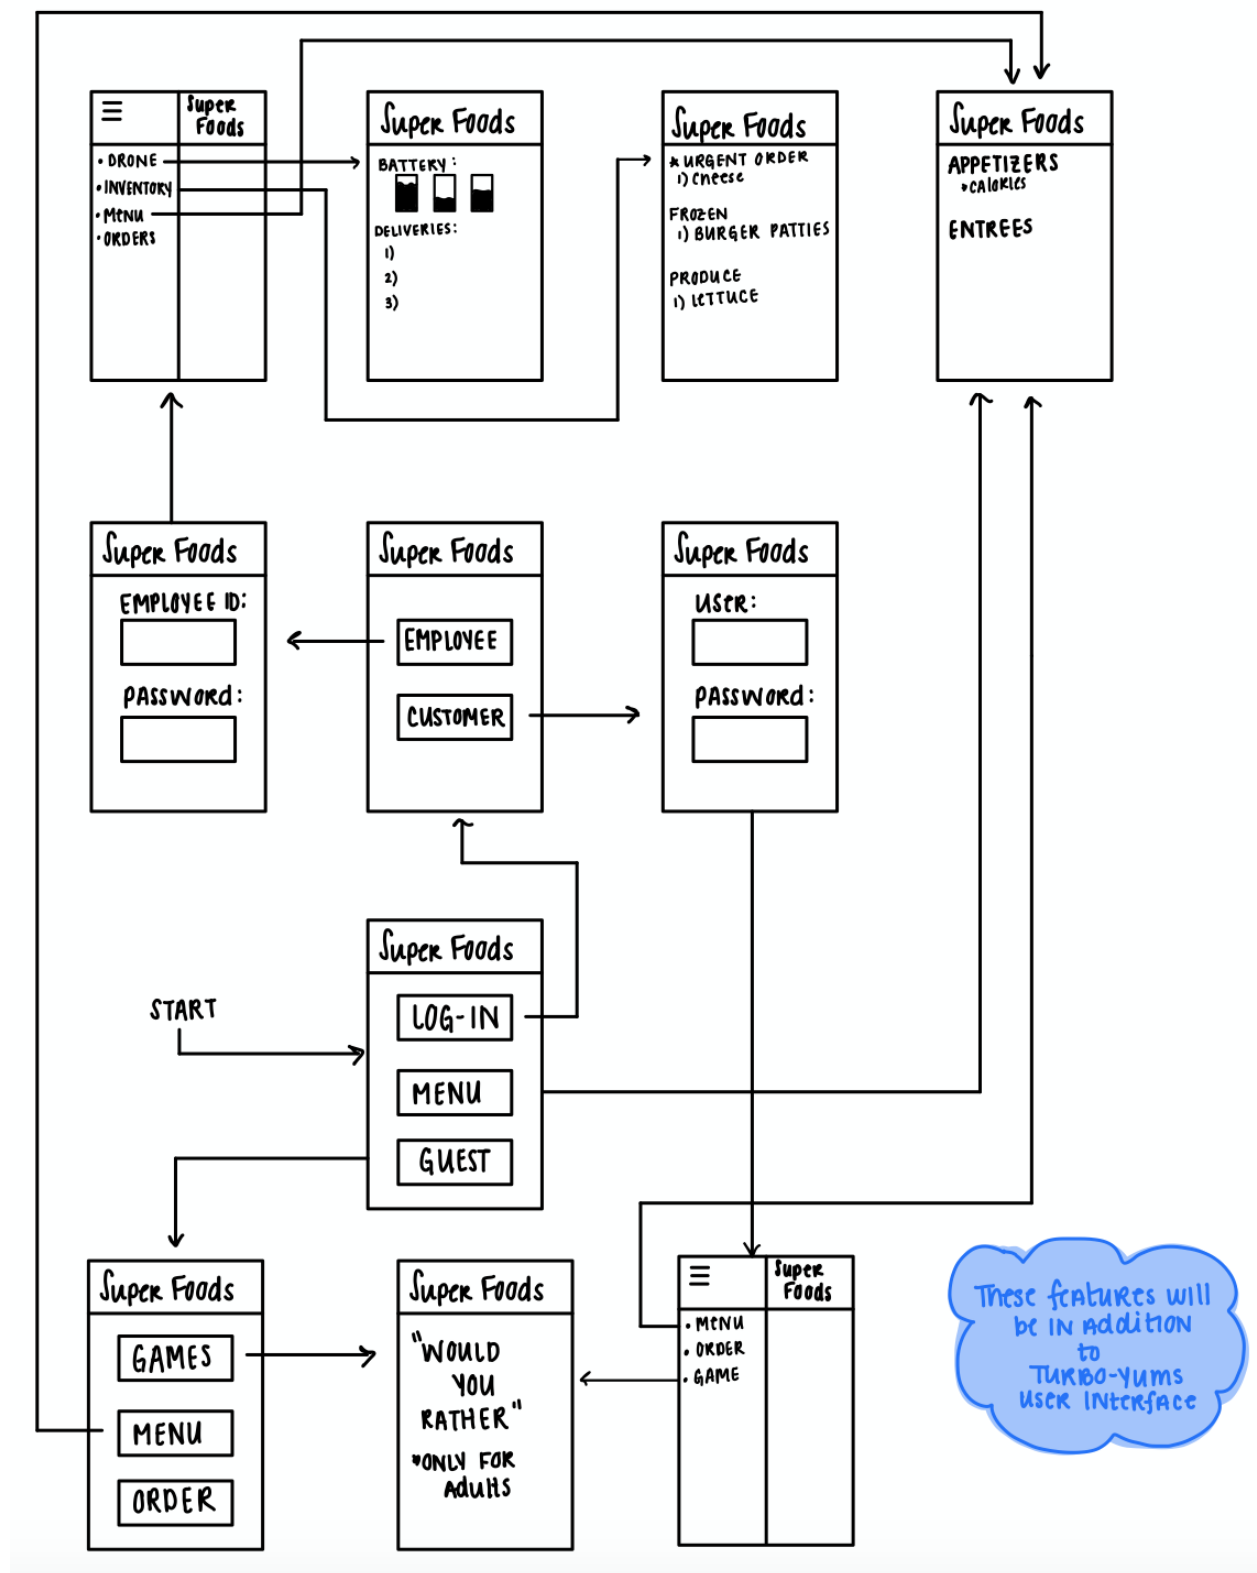 Super
Foods
• DRONE
• INVENTORY
• MENU
• ORDERS
Super Foods
BATTERY:
DELIVERIES:
1)
2)
3)
Super Foods
* URGENT ORDER
1) Cheese
FROZEN
1) BURGER PATTIES
PRODUCE
1) LETTUCE
Super Foods
APPETIZERS
*CALORIES
ENTREES
Super Foods
EMPLOYEE ID:
PASSWORD:
Super Foods
EMPLOYEE
CUSTOMER
Super Foods
USER:
PASSWORD:
START
Super Foods
LOG-IN
MENU
GUEST
Super Foods
GAMES
MENU
ORDER
Super Foods
"WOULD
YOU
RATHER"
*ONLY FOR
AdULTS
Super
Foods
• MENU
• ORDER
• GAME
These features will
be IN Addition
to
TURBO-YUMS
USER INTERFACE